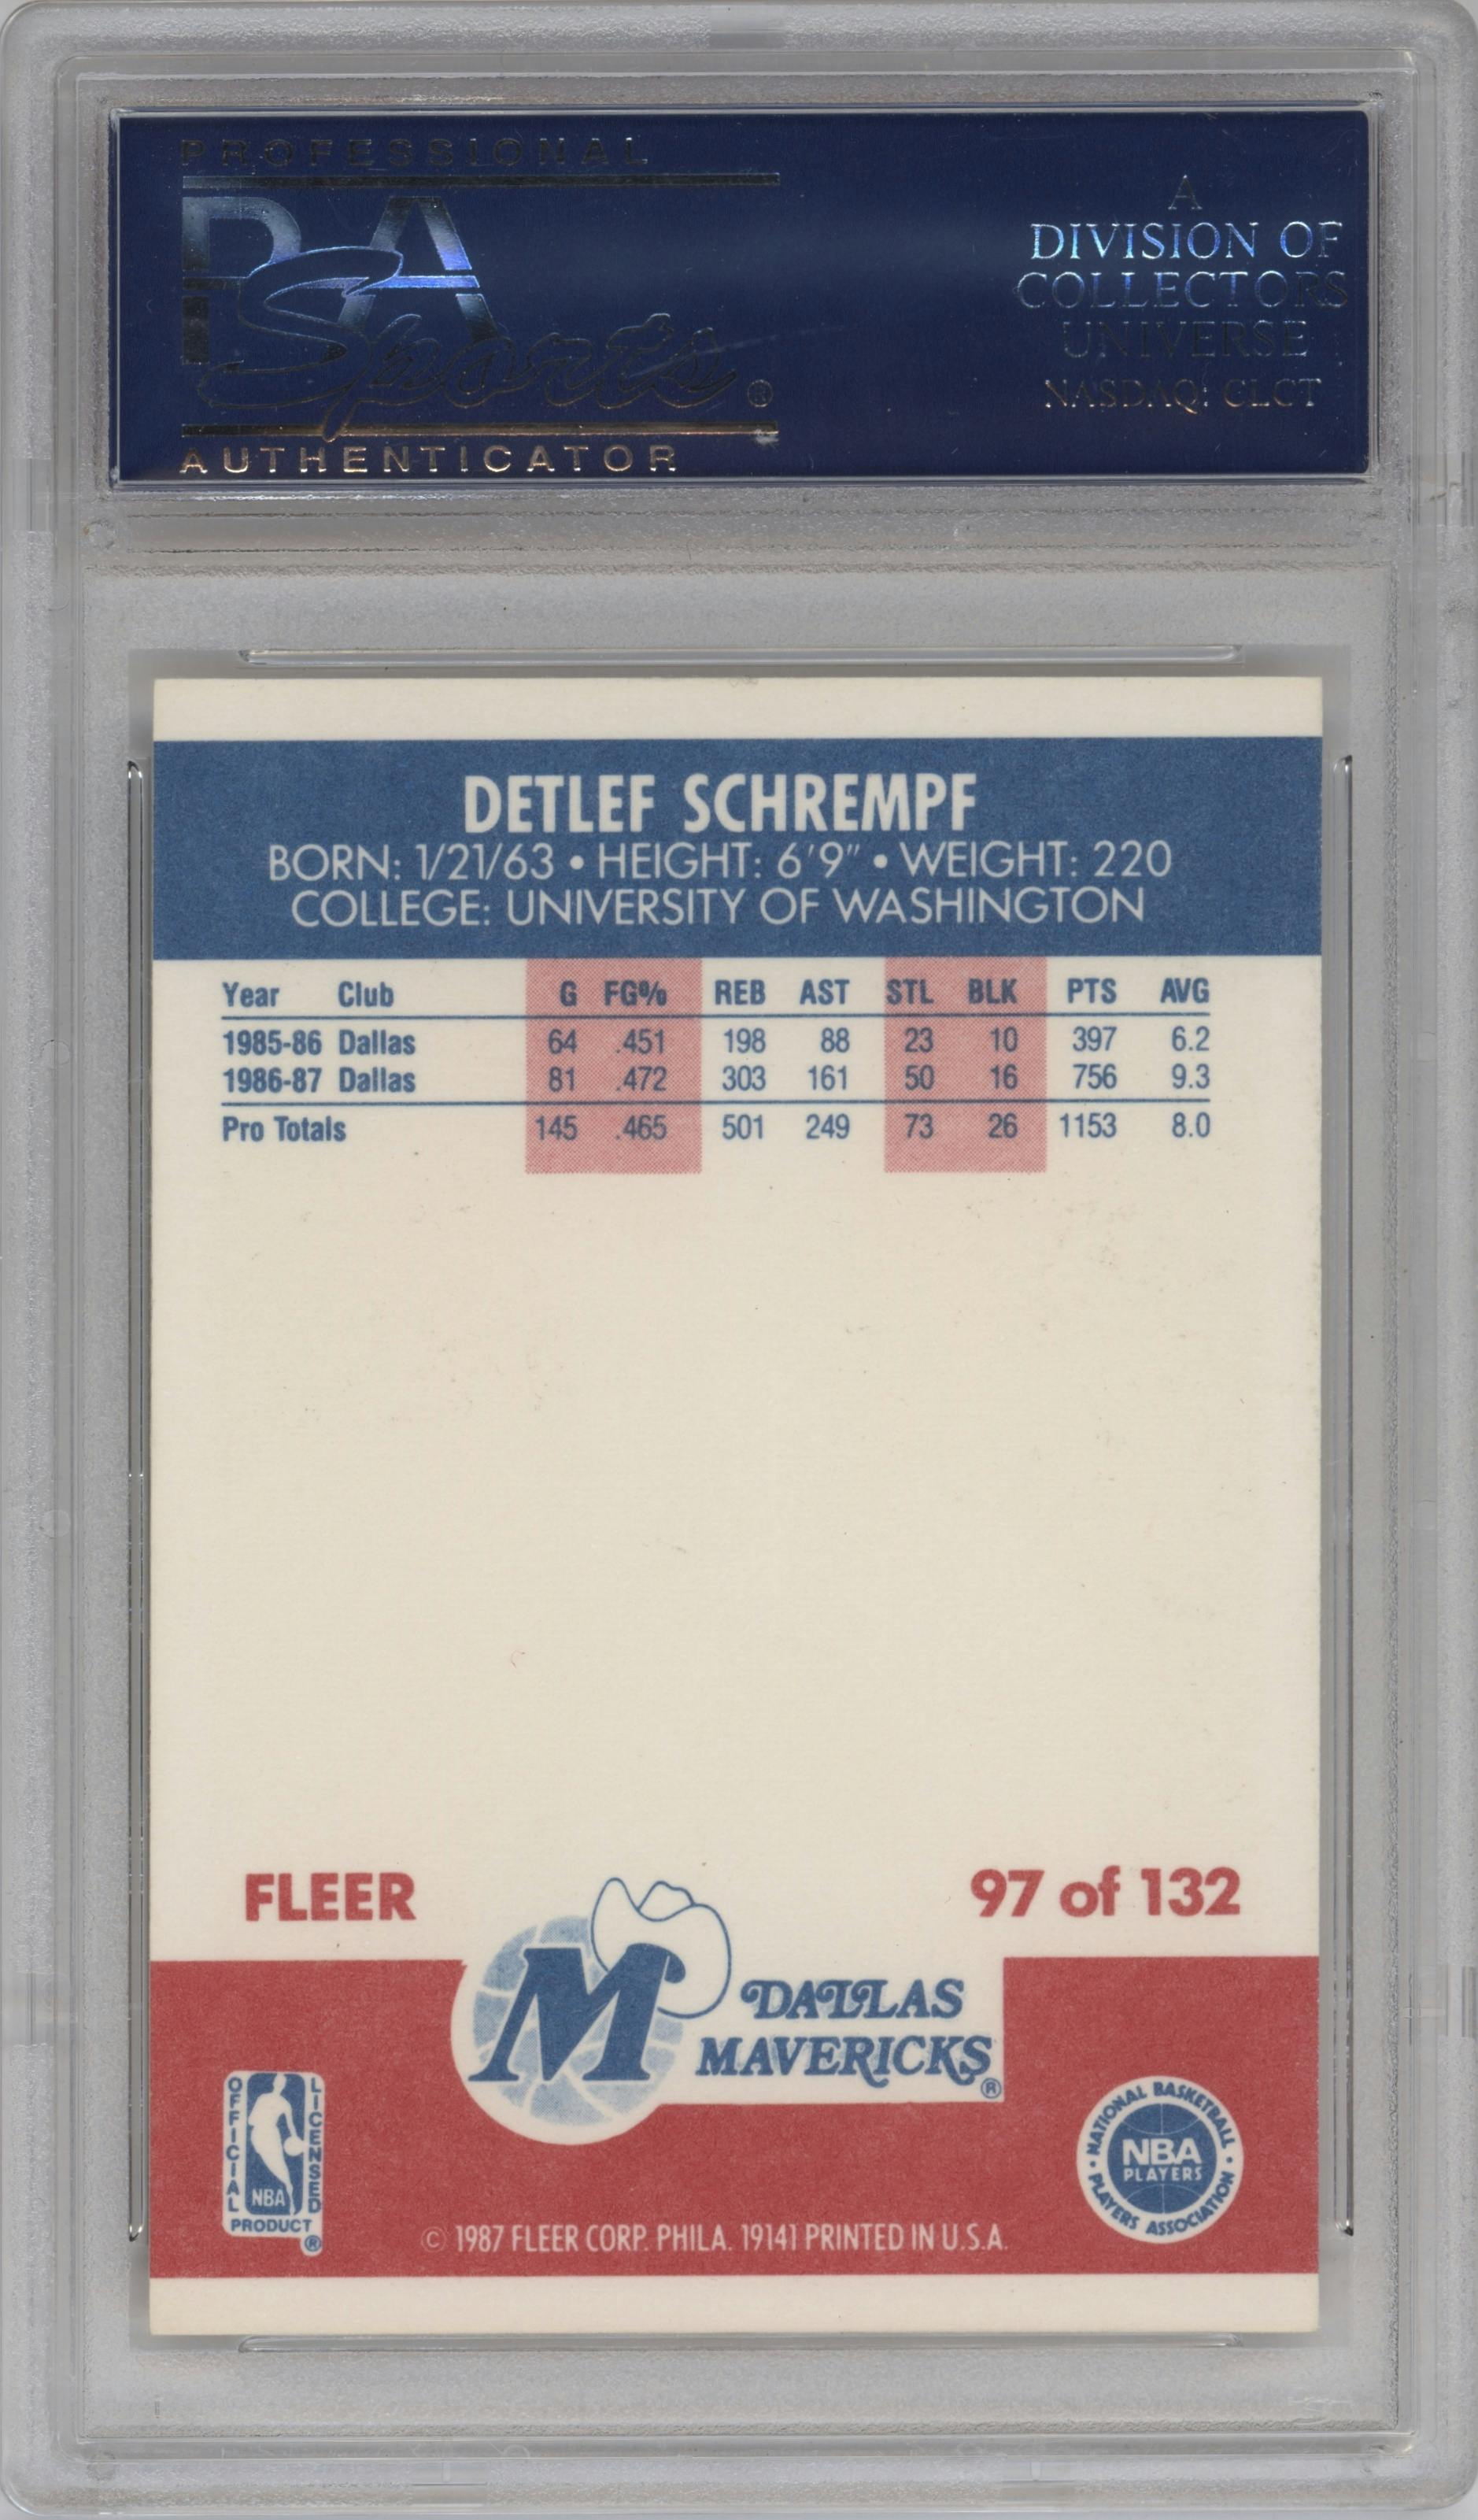 PROFESSIONAL
PSA
Sports®
AUTHENTICATOR
A
DIVISION OF
COLLECTORS
UNIVERSE
NASDAQ: CLCT
DETLEF SCHREMPF
BORN: 1/21/63 • HEIGHT: 6'9" • WEIGHT: 220
COLLEGE: UNIVERSITY OF WASHINGTON
Year Club G FG% REB AST STL BLK PTS AVG
1985-86 Dallas 64 .451 198 88 23 10 397 6.2
1986-87 Dallas 81 .472 303 161 50 16 756 9.3
Pro Totals 145 .465 501 249 73 26 1153 8.0
FLEER
97 of 132
M
DALLAS
MAVERICKS®
OFFICIAL
LICENSED
NBA
PRODUCT
®
© 1987 FLEER CORP. PHILA. 19141 PRINTED IN U.S.A.
• NATIONAL BASKETBALL •
NBA
PLAYERS
PLAYERS ASSOCIATION